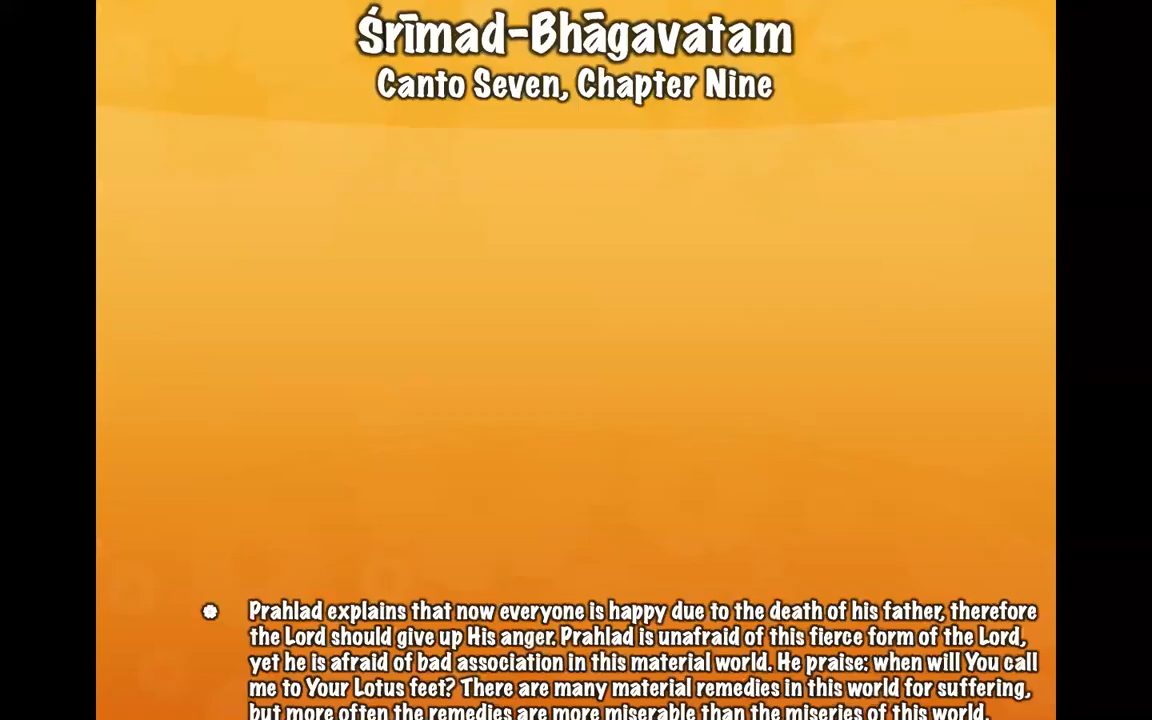 Śrīmad-Bhāgavatam
Canto Seven, Chapter Nine
Prahlad explains that now everyone is happy due to the death of his father, therefore
the Lord should give up His anger. Prahlad is unafraid of this fierce form of the Lord,
yet he is afraid of bad association in this material world. He praise: when will You call
me to Your Lotus feet? There are many material remedies in this world for suffering,
but more often the remedies are more miserable than the miseries of this world.